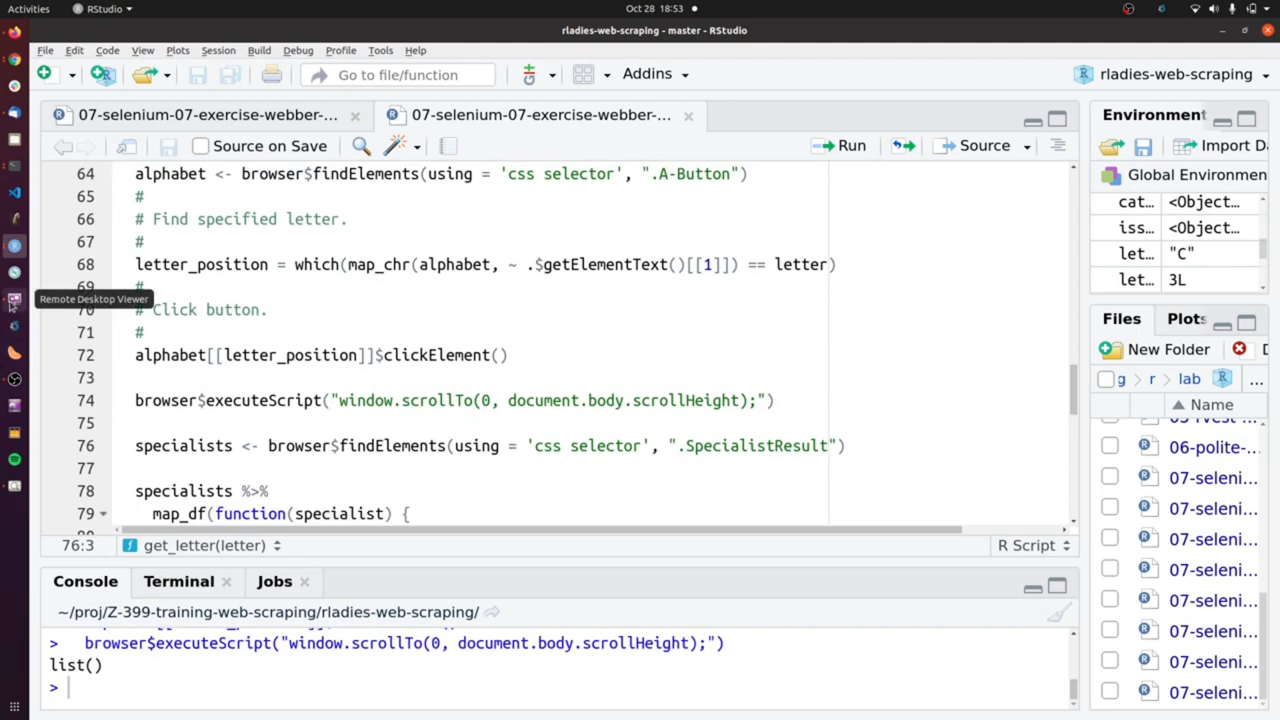 Activities
RStudio
Oct 28 18:53
rladies-web-scraping - master - RStudio
File Edit Code View Plots Session Build Debug Profile Tools Help
Go to file/function
Addins
rladies-web-scraping
07-selenium-07-exercise-webber-...
07-selenium-07-exercise-webber-...
Source on Save
Run
Source
64 alphabet <- browser$findElements(using = 'css selector', ".A-Button")
65 #
66 # Find specified letter.
67 #
68 letter_position = which(map_chr(alphabet, ~ .$getElementText()[[1]]) == letter)
69 #
70 # Click button.
71 #
72 alphabet[[letter_position]]$clickElement()
73
74 browser$executeScript("window.scrollTo(0, document.body.scrollHeight);")
75
76 specialists <- browser$findElements(using = 'css selector', ".SpecialistResult")
77
78 specialists %>%
79 map_df(function(specialist) {
Remote Desktop Viewer
76:3
get_letter(letter)
R Script
Console
Terminal
Jobs
~/proj/Z-399-training-web-scraping/rladies-web-scraping/
> browser$executeScript("window.scrollTo(0, document.body.scrollHeight);")
list()
>
Environment
Import Da
Global Environmen
cat... <Objec...
iss... <Objec...
let... "C"
let... 3L
Files
Plots
New Folder
g > r > lab
...
Name
06-polite-...
07-seleni...
07-seleni...
07-seleni...
07-seleni...
07-seleni...
07-seleni...
07-seleni...
07-seleni...